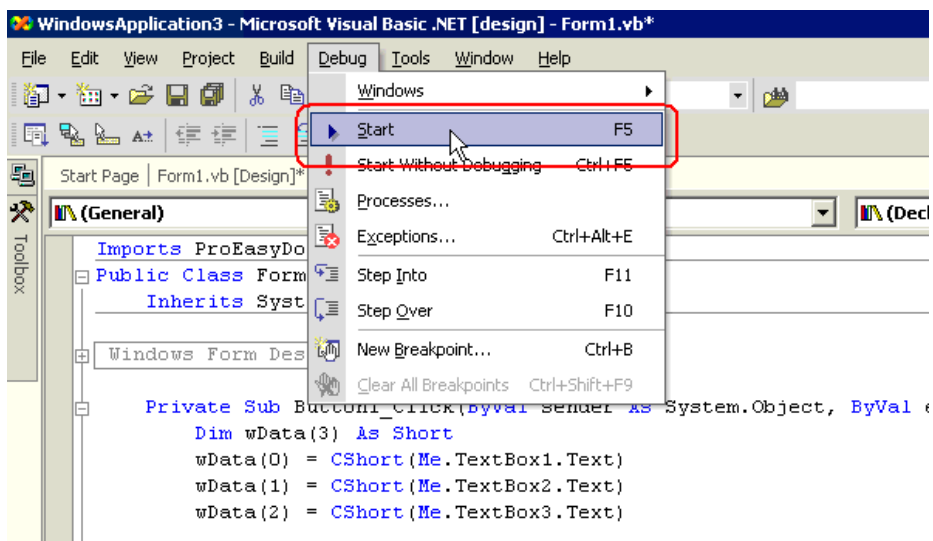 WindowsApplication3 - Microsoft Visual Basic .NET [design] - Form1.vb*
File Edit View Project Build Debug Tools Window Help
Windows
Start F5
Start Without Debugging Ctrl+F5
Start Page Form1.vb [Design]*
Processes...
(General)
(Decl
Exceptions... Ctrl+Alt+E
Toolbox
Imports ProEasyDo
Public Class Form
Step Into F11
Inherits Syst
Step Over F10
Windows Form Des
New Breakpoint... Ctrl+B
Clear All Breakpoints Ctrl+Shift+F9
Private Sub Button1_Click(ByVal sender As System.Object, ByVal e
Dim wData(3) As Short
wData(0) = CShort(Me.TextBox1.Text)
wData(1) = CShort(Me.TextBox2.Text)
wData(2) = CShort(Me.TextBox3.Text)